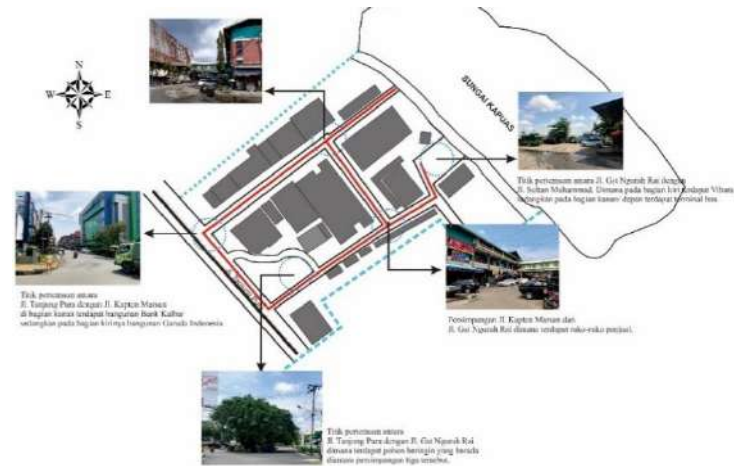 N
W E
S
SUNGAI KAPUAS
Titik pertemuan antara Jl. Gst Ngurah Rai dengan
Jl. Sultan Muhammad. Dimana pada bagian kiri terdapat Vihara
sedangkan pada bagian kanan/ depan terdapat terminal bus.
Titik pertemuan antara
Jl. Tanjung Pura dengan Jl. Kapten Marsan
di bagian kanan terdapat bangunan Bank Kalbar
sedangkan pada bagian kirinya bangunan Garuda Indonesia.
Persimpangan Jl. Kapten Marsan dan
Jl. Gst Ngurah Rai dimana terdapat ruko-ruko penjual.
Titik pertemuan antara
Jl. Tanjung Pura dengan Jl. Gst Ngurah Rai
dimana terdapat pohon beringin yang berada
diantara persimpangan tiga tersebut.